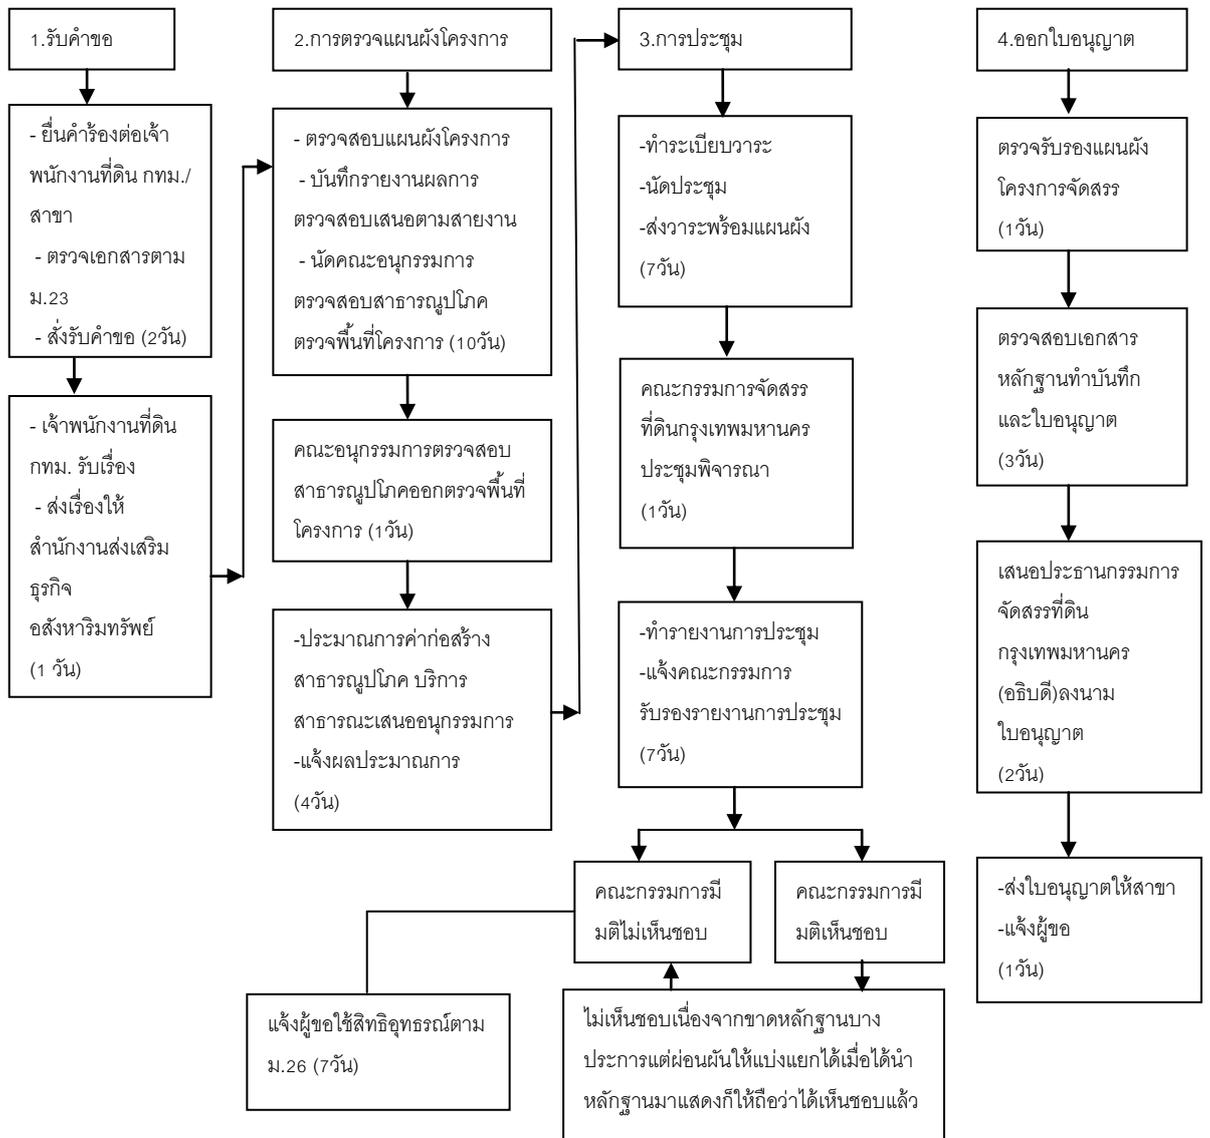 1.รับคำขอ
- ยื่นคำร้องต่อเจ้า
พนักงานที่ดิน กทม./
สาขา
- ตรวจเอกสารตาม
ม.23
- สั่งรับคำขอ (2วัน)
- เจ้าพนักงานที่ดิน
กทม. รับเรื่อง
- ส่งเรื่องให้
สำนักงานส่งเสริม
ธุรกิจ
อสังหาริมทรัพย์
(1 วัน)
2.การตรวจแผนผังโครงการ
- ตรวจสอบแผนผังโครงการ
- บันทึกรายงานผลการ
ตรวจสอบเสนอตามสายงาน
- นัดคณะอนุกรรมการ
ตรวจสอบสาธารณูปโภค
ตรวจพื้นที่โครงการ (10วัน)
คณะอนุกรรมการตรวจสอบ
สาธารณูปโภคออกตรวจพื้นที่
โครงการ (1วัน)
-ประมาณการค่าก่อสร้าง
สาธารณูปโภค บริการ
สาธารณะเสนออนุกรรมการ
-แจ้งผลประมาณการ
(4วัน)
3.การประชุม
-ทำระเบียบวาระ
-นัดประชุม
-ส่งวาระพร้อมแผนผัง
(7วัน)
คณะกรรมการจัดสรร
ที่ดินกรุงเทพมหานคร
ประชุมพิจารณา
(1วัน)
-ทำรายงานการประชุม
-แจ้งคณะกรรมการ
รับรองรายงานการประชุม
(7วัน)
คณะกรรมการมี
มติไม่เห็นชอบ
คณะกรรมการมี
มติเห็นชอบ
แจ้งผู้ขอใช้สิทธิอุทธรณ์ตาม
ม.26 (7วัน)
ไม่เห็นชอบเนื่องจากขาดหลักฐานบาง
ประการแต่ผ่อนผันให้แบ่งแยกได้เมื่อได้นำ
หลักฐานมาแสดงก็ให้ถือว่าได้เห็นชอบแล้ว
4.ออกใบอนุญาต
ตรวจรับรองแผนผัง
โครงการจัดสรร
(1วัน)
ตรวจสอบเอกสาร
หลักฐานทำบันทึก
และใบอนุญาต
(3วัน)
เสนอประธานกรรมการ
จัดสรรที่ดิน
กรุงเทพมหานคร
(อธิบดี)ลงนาม
ใบอนุญาต
(2วัน)
-ส่งใบอนุญาตให้สาขา
-แจ้งผู้ขอ
(1วัน)